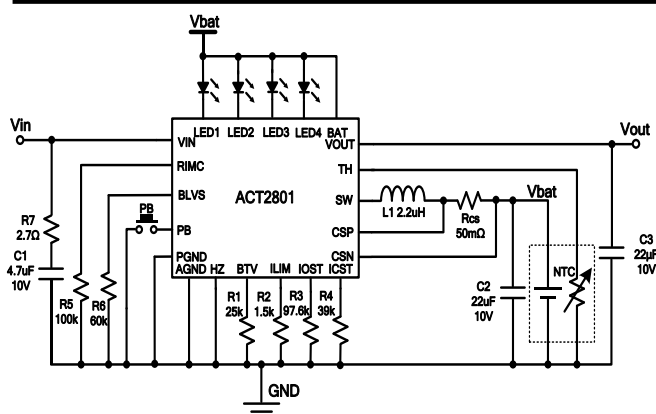 Vbat
Vin
LED1 LED2 LED3 LED4 BAT
VIN
VOUT
Vout
RIMC
TH
BLVS
ACT2801
SW
L1 2.2uH
Rcs
50mΩ
Vbat
R7
2.7Ω
PB
PB
CSP
C1
4.7uF
10V
PGND
CSN
AGND HZ BTV ILIM IOST ICST
NTC
C3
22µF
10V
R5
100k
R6
60k
R1
25k
R2
1.5k
R3
97.6k
R4
39k
C2
22uF
10V
GND